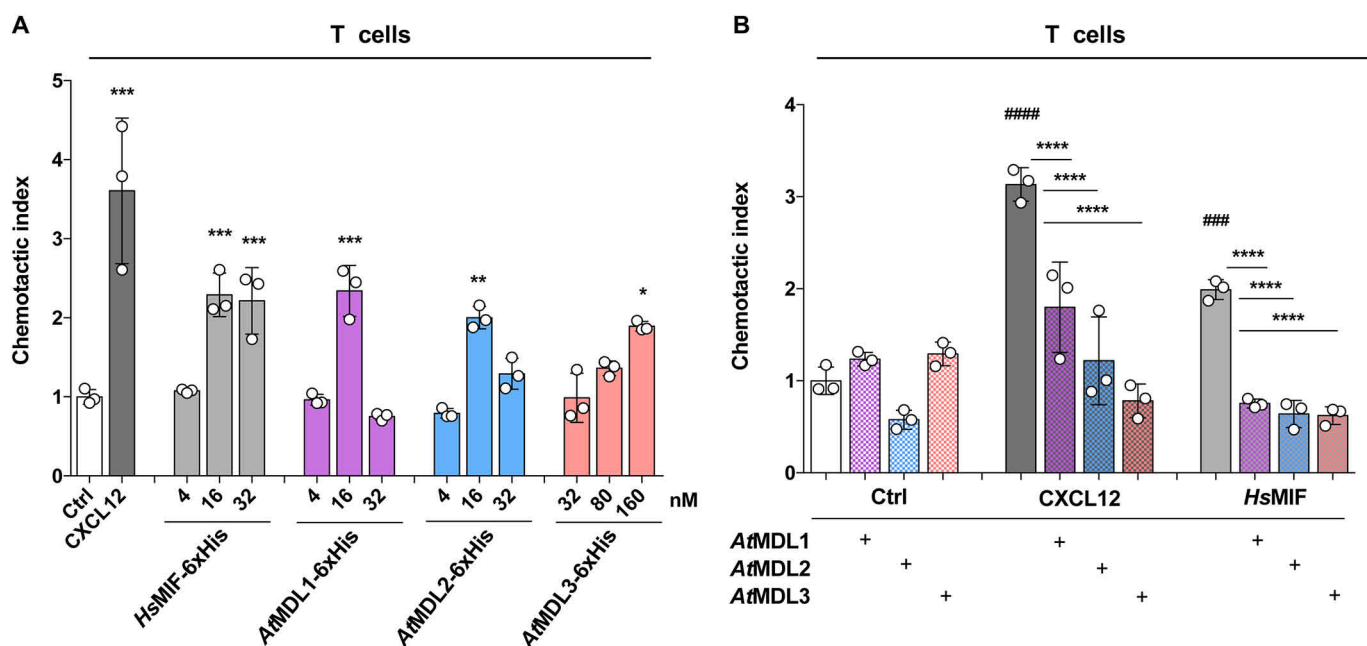 A
T cells
Chemotactic index
5
4
3
2
1
0
***
***
***
***
**
*
Ctrl
CXCL12
4
16
32
4
16
32
4
16
32
32
80
160
nM
HsMIF-6xHis
AtMDL1-6xHis
AtMDL2-6xHis
AtMDL3-6xHis
B
T cells
Chemotactic index
4
3
2
1
0
####
****
****
****
###
****
****
****
Ctrl
CXCL12
HsMIF
AtMDL1 + + +
AtMDL2 + + +
AtMDL3 + + +